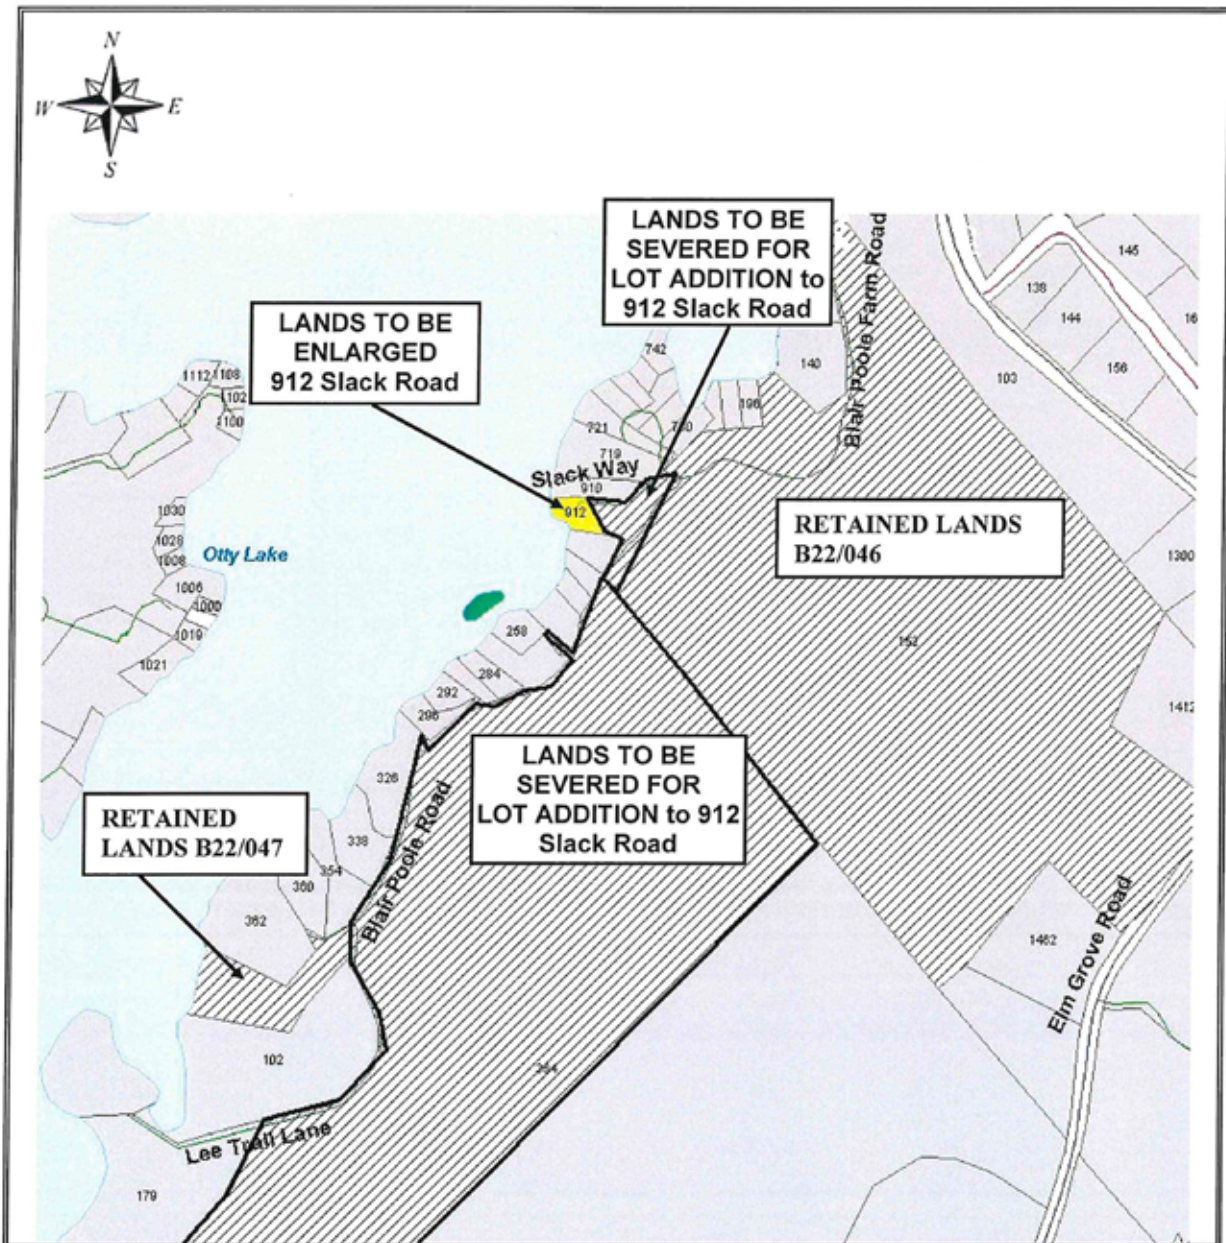 N
W E
S
LANDS TO BE
SEVERED FOR
LOT ADDITION to
912 Slack Road
LANDS TO BE
ENLARGED
912 Slack Road
Blair Poole Farm Road
145
138
144
16
156
103
140
742
196
1112 1108
1102
1100
721
719
Slack Way
910
912
1030
1028
1008
1006
1000
1019
1021
Otty Lake
RETAINED LANDS
B22/046
1300
152
1412
258
284
292
296
326
338
354
360
362
LANDS TO BE
SEVERED FOR
LOT ADDITION to 912
Slack Road
RETAINED
LANDS B22/047
Blair Poole Road
1462
Elm Grove Road
102
364
Lee Trail Lane
179